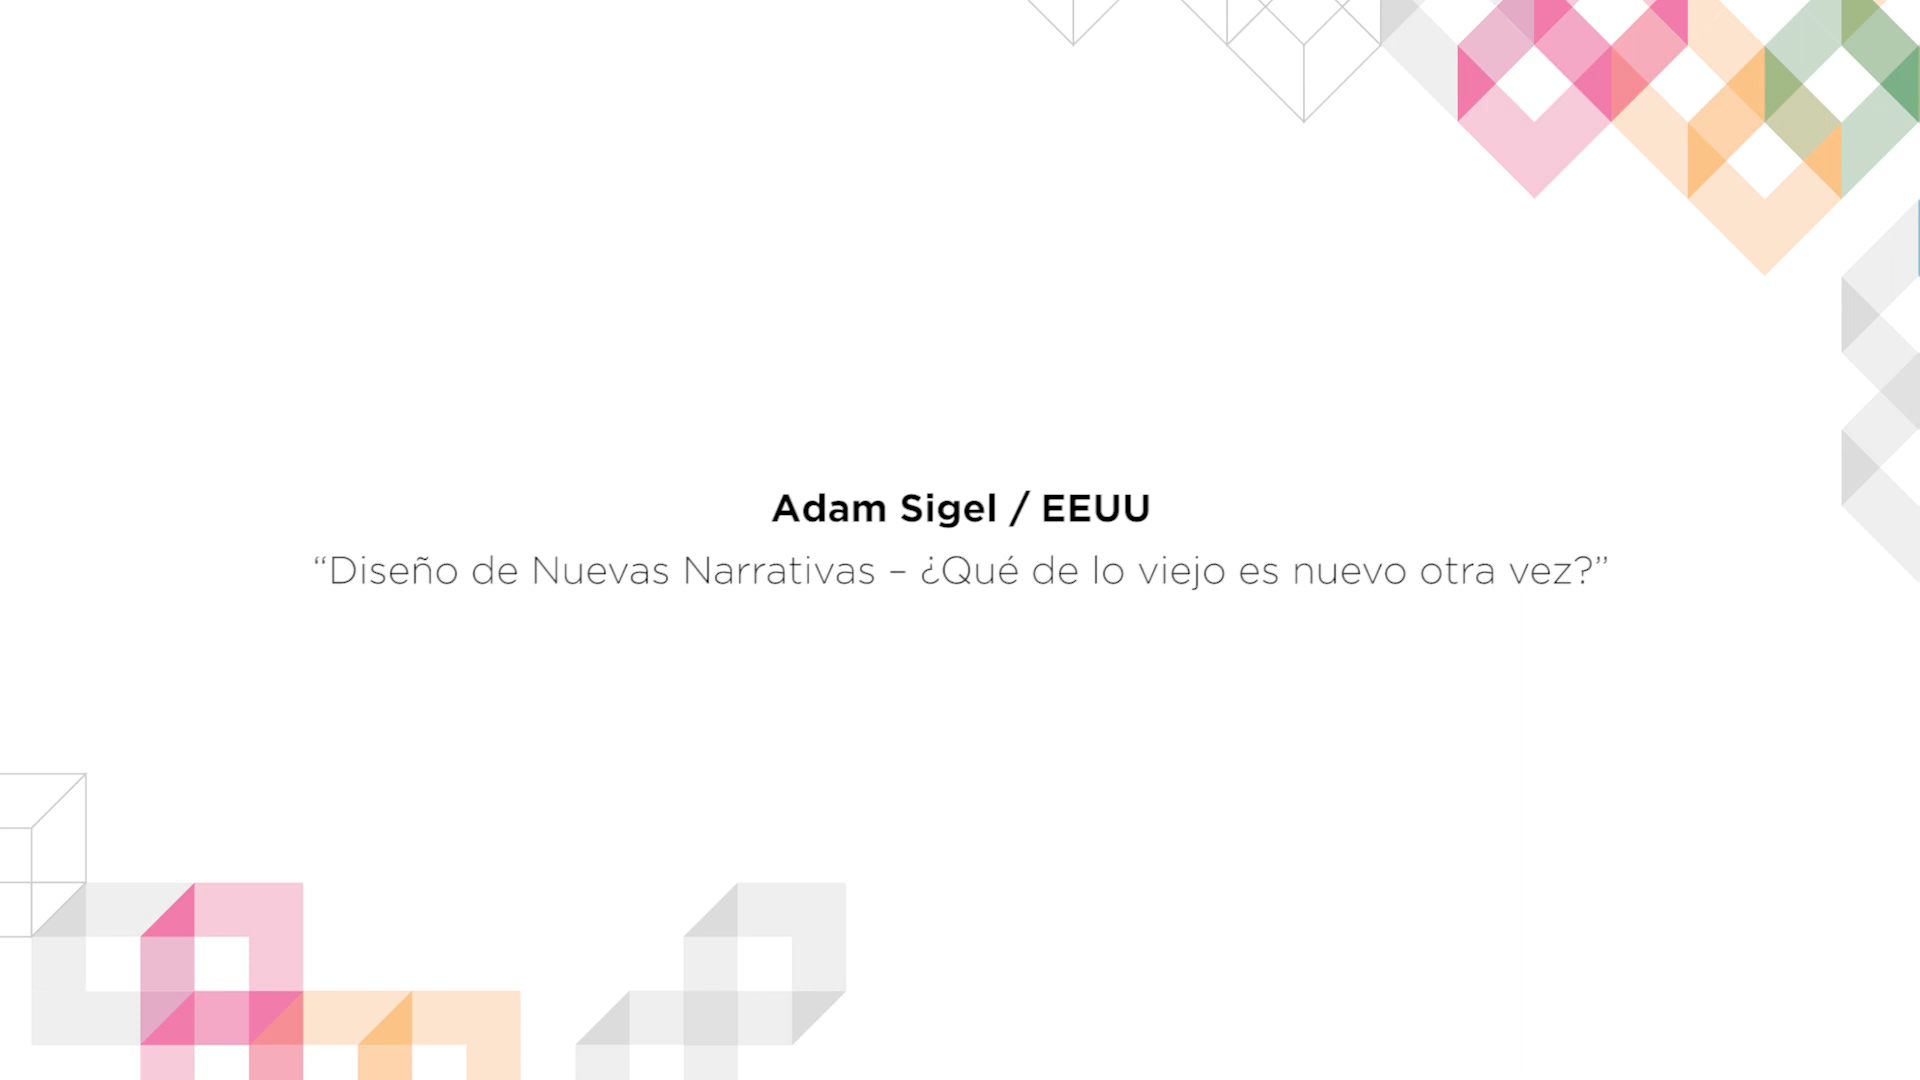 Adam Sigel / EEUU
“Diseño de Nuevas Narrativas – ¿Qué de lo viejo es nuevo otra vez?”